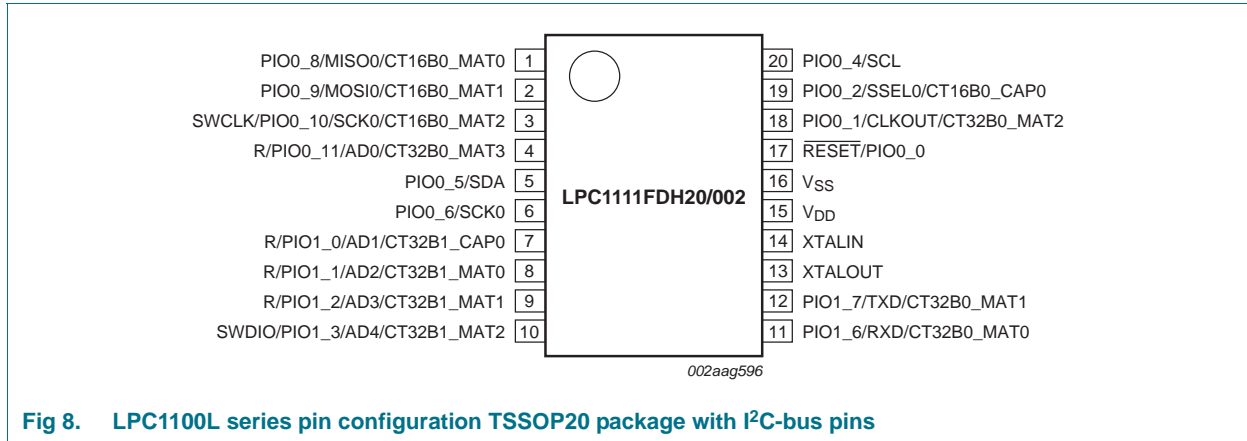 PIO0_8/MISO0/CT16B0_MAT0 1
PIO0_9/MOSI0/CT16B0_MAT1 2
SWCLK/PIO0_10/SCK0/CT16B0_MAT2 3
R/PIO0_11/AD0/CT32B0_MAT3 4
PIO0_5/SDA 5
PIO0_6/SCK0 6
R/PIO1_0/AD1/CT32B1_CAP0 7
R/PIO1_1/AD2/CT32B1_MAT0 8
R/PIO1_2/AD3/CT32B1_MAT1 9
SWDIO/PIO1_3/AD4/CT32B1_MAT2 10
LPC1111FDH20/002
20 PIO0_4/SCL
19 PIO0_2/SSEL0/CT16B0_CAP0
18 PIO0_1/CLKOUT/CT32B0_MAT2
17 RESET/PIO0_0
16 VSS
15 VDD
14 XTALIN
13 XTALOUT
12 PIO1_7/TXD/CT32B0_MAT1
11 PIO1_6/RXD/CT32B0_MAT0
002aag596
Fig 8. LPC1100L series pin configuration TSSOP20 package with I2C-bus pins